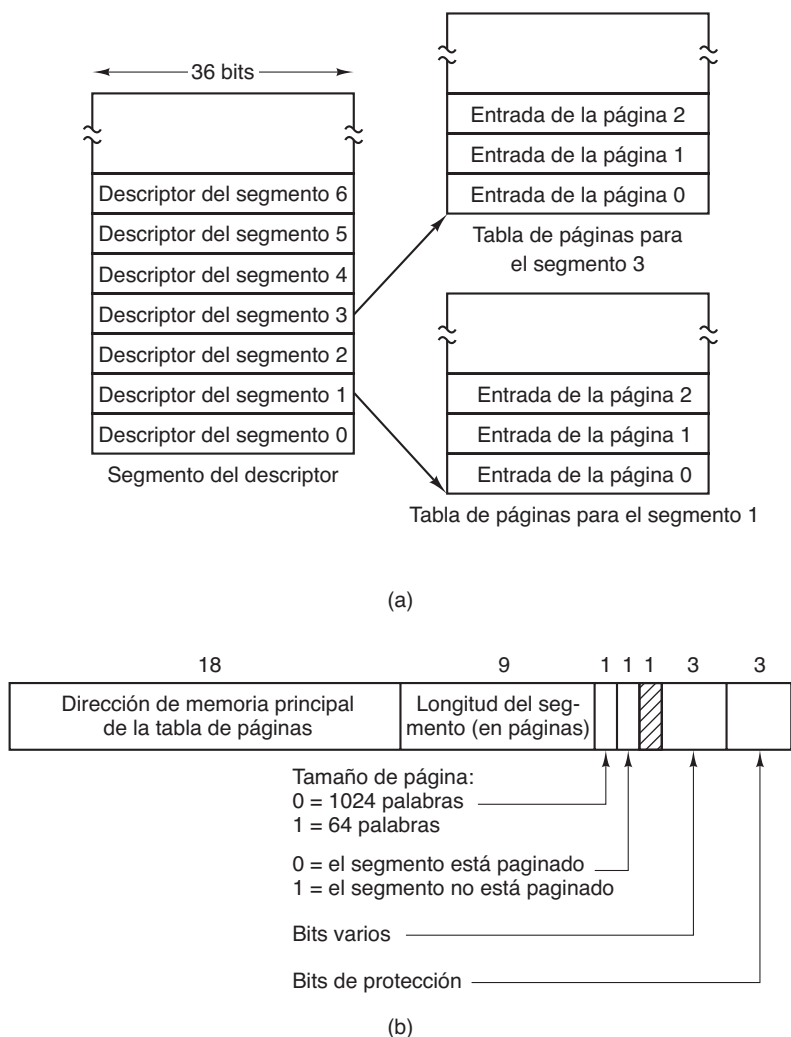 36 bits
Descriptor del segmento 6
Descriptor del segmento 5
Descriptor del segmento 4
Descriptor del segmento 3
Descriptor del segmento 2
Descriptor del segmento 1
Descriptor del segmento 0
Segmento del descriptor
Entrada de la página 2
Entrada de la página 1
Entrada de la página 0
Tabla de páginas para
el segmento 3
Entrada de la página 2
Entrada de la página 1
Entrada de la página 0
Tabla de páginas para el segmento 1
(a)
18 9 1 1 1 3 3
Dirección de memoria principal
de la tabla de páginas
Longitud del seg-
mento (en páginas)
Tamaño de página:
0 = 1024 palabras
1 = 64 palabras
0 = el segmento está paginado
1 = el segmento no está paginado
Bits varios
Bits de protección
(b)